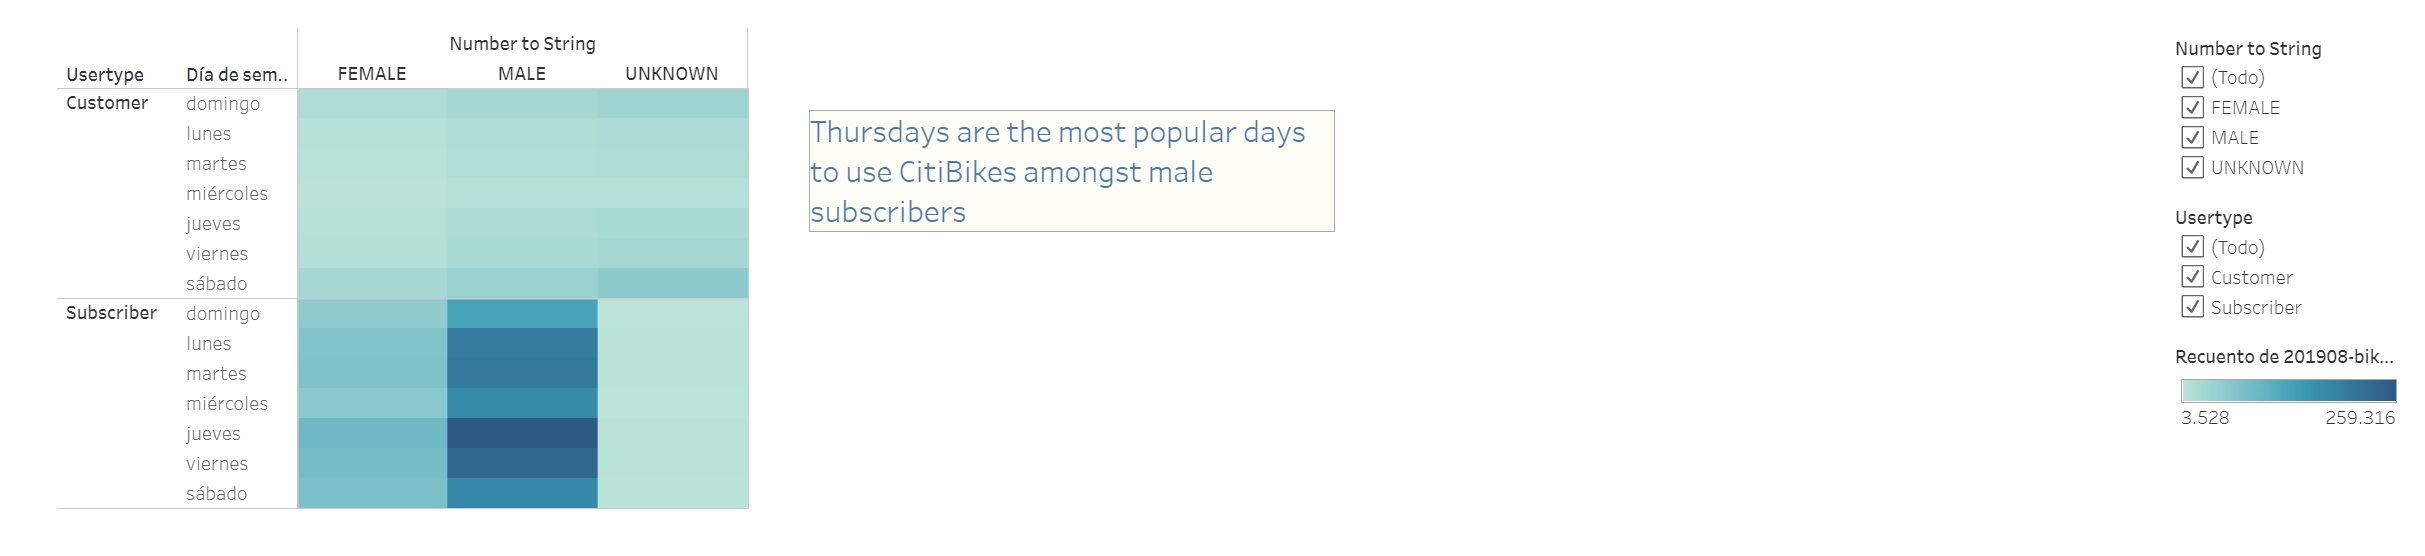 Number to String
Usertype Día de sem.. FEMALE MALE UNKNOWN
Customer domingo
lunes
martes
miércoles
jueves
viernes
sábado
Subscriber domingo
lunes
martes
miércoles
jueves
viernes
sábado
Thursdays are the most popular days
to use CitiBikes amongst male
subscribers
Number to String
(Todo)
FEMALE
MALE
UNKNOWN
Usertype
(Todo)
Customer
Subscriber
Recuento de 201908-bik...
3.528 259.316